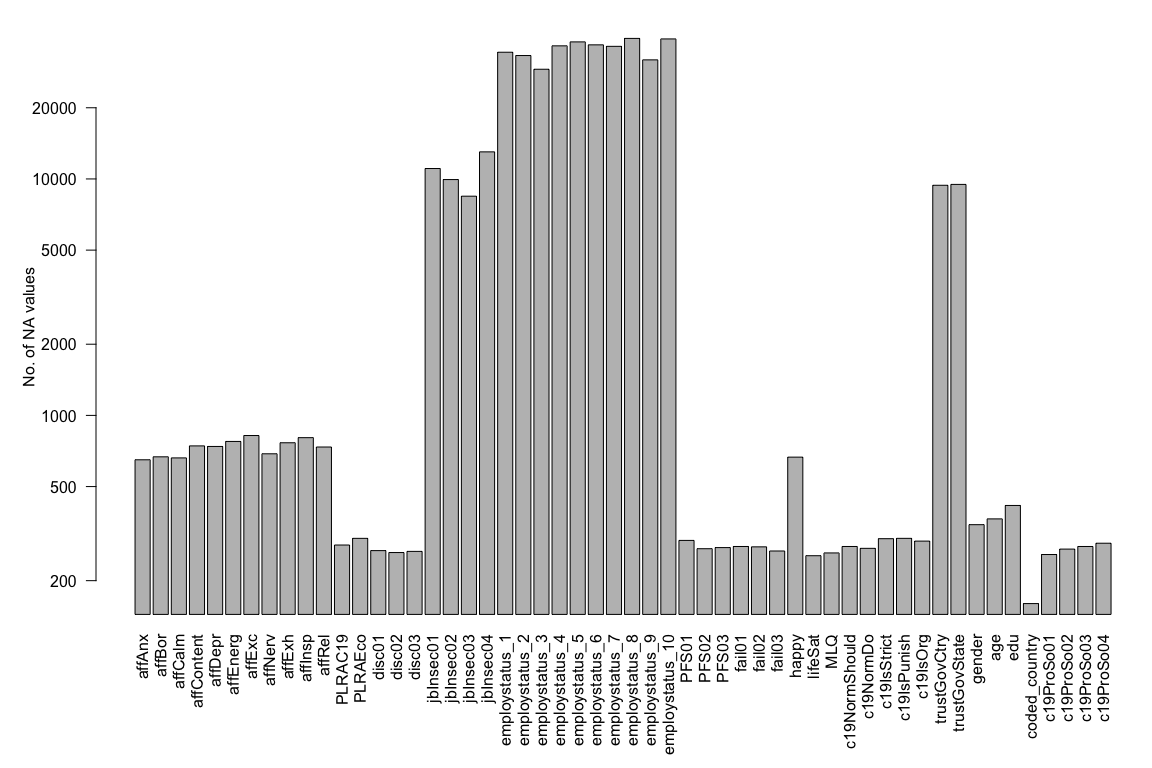 No. of NA values
20000
10000
5000
2000
1000
500
200
affAnx
affBor
affCalm
affContent
affDepr
affEnerg
affExc
affNerv
affExh
affInsp
affRel
PLRAC19
PLRAEco
disc01
disc02
disc03
jbInsec01
jbInsec02
jbInsec03
jbInsec04
employstatus_1
employstatus_2
employstatus_3
employstatus_4
employstatus_5
employstatus_6
employstatus_7
employstatus_8
employstatus_9
employstatus_10
PFS01
PFS02
PFS03
fail01
fail02
fail03
happy
lifeSat
MLQ
c19NormShould
c19NormDo
c19IsStrict
c19IsPunish
c19IsOrg
trustGovCtry
trustGovState
gender
age
edu
coded_country
c19ProSo01
c19ProSo02
c19ProSo03
c19ProSo04